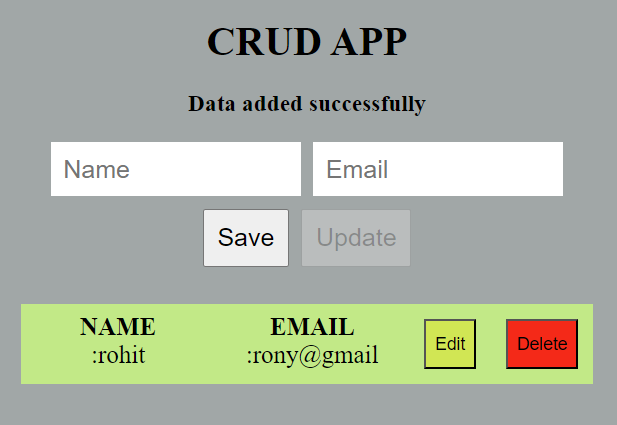 CRUD APP
Data added successfully
Name Email
Save Update
NAME EMAIL
:rohit :rony@gmail
Edit Delete